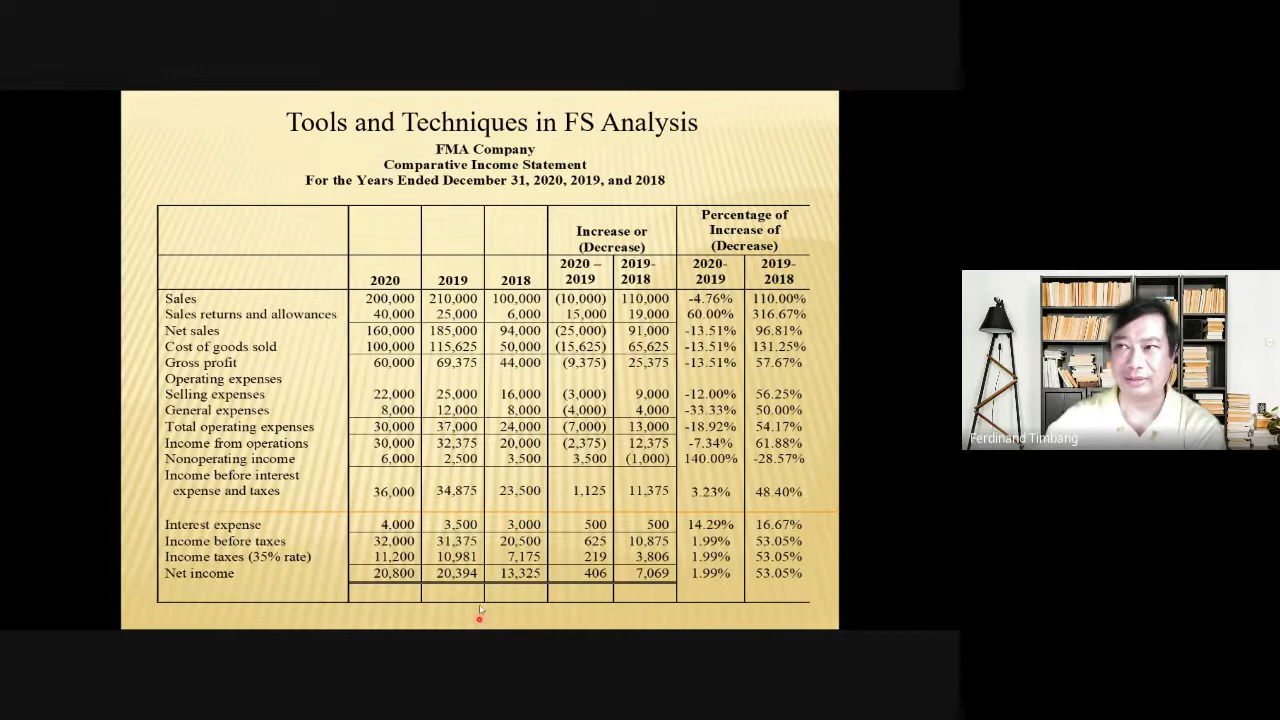 Tools and Techniques in FS Analysis
FMA Company
Comparative Income Statement
For the Years Ended December 31, 2020, 2019, and 2018
Increase or (Decrease) Percentage of Increase of (Decrease)
2020 2019 2018 2020 – 2019 2019- 2018 2020- 2019 2019- 2018
Sales 200,000 210,000 100,000 (10,000) 110,000 -4.76% 110.00%
Sales returns and allowances 40,000 25,000 6,000 15,000 19,000 60.00% 316.67%
Net sales 160,000 185,000 94,000 (25,000) 91,000 -13.51% 96.81%
Cost of goods sold 100,000 115,625 50,000 (15,625) 65,625 -13.51% 131.25%
Gross profit 60,000 69,375 44,000 (9,375) 25,375 -13.51% 57.67%
Operating expenses
Selling expenses 22,000 25,000 16,000 (3,000) 9,000 -12.00% 56.25%
General expenses 8,000 12,000 8,000 (4,000) 4,000 -33.33% 50.00%
Total operating expenses 30,000 37,000 24,000 (7,000) 13,000 -18.92% 54.17%
Income from operations 30,000 32,375 20,000 (2,375) 12,375 -7.34% 61.88%
Nonoperating income 6,000 2,500 3,500 3,500 (1,000) 140.00% -28.57%
Income before interest
expense and taxes 36,000 34,875 23,500 1,125 11,375 3.23% 48.40%
Interest expense 4,000 3,500 3,000 500 500 14.29% 16.67%
Income before taxes 32,000 31,375 20,500 625 10,875 1.99% 53.05%
Income taxes (35% rate) 11,200 10,981 7,175 219 3,806 1.99% 53.05%
Net income 20,800 20,394 13,325 406 7,069 1.99% 53.05%
Ferdinand Timbang